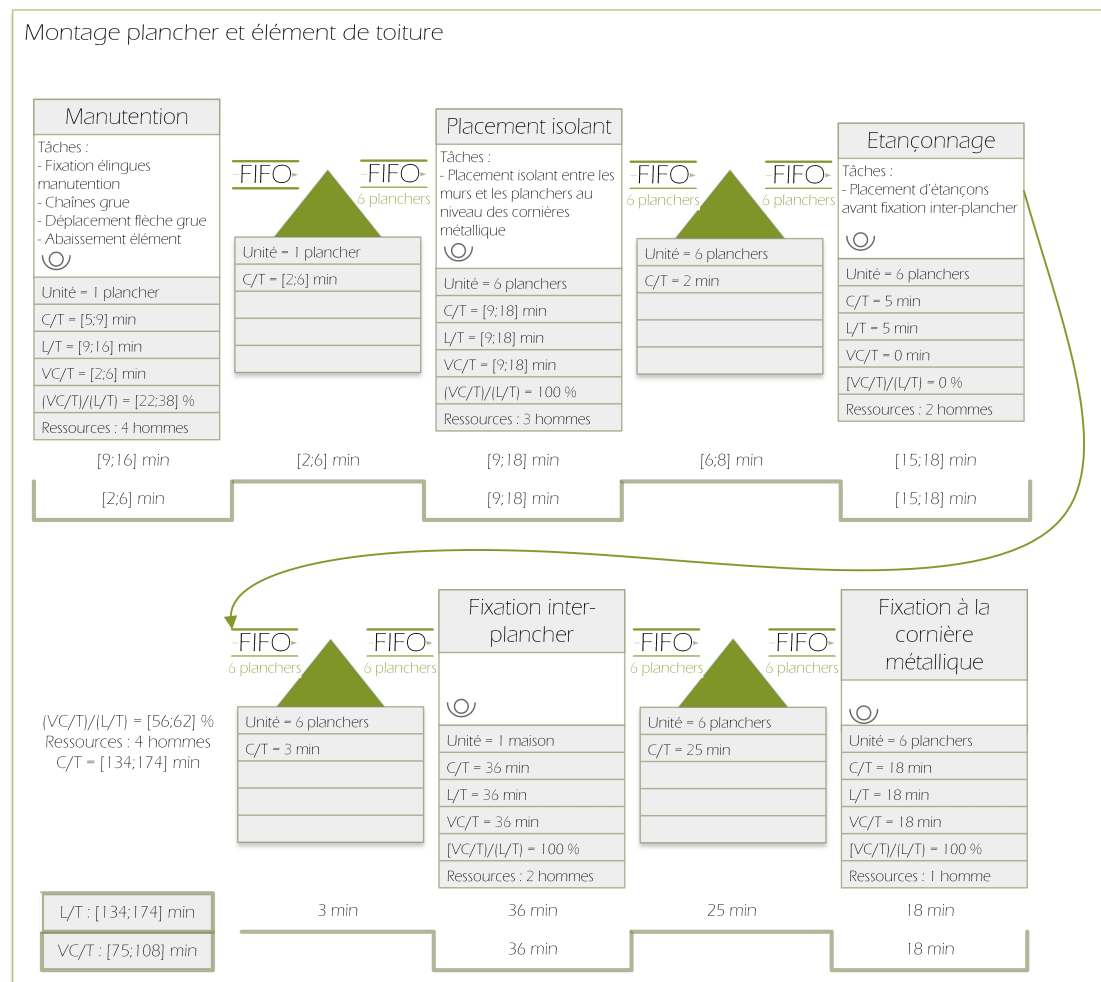 Montage plancher et élément de toiture
Manutention
Tâches :
- Fixation élingues
manutention
- Chaînes grue
- Déplacement flèche grue
- Abaissement élément
Unité = 1 plancher
C/T = [5;9] min
L/T = [9;16] min
VC/T = [2;6] min
(VC/T)/(L/T) = [22;38] %
Ressources : 4 hommes
FIFO
Unité = 1 plancher
C/T = [2;6] min
FIFO
6 planchers
Placement isolant
Tâches :
- Placement isolant entre les
murs et les planchers au
niveau des cornières
métallique
Unité = 6 planchers
C/T = [9;18] min
L/T = [9;18] min
VC/T = [9;18] min
(VC/T)/(L/T) = 100 %
Ressources : 3 hommes
FIFO
6 planchers
Unité = 6 planchers
C/T = 2 min
FIFO
6 planchers
Etançonnage
Tâches :
- Placement d'étançons
avant fixation inter-plancher
Unité = 6 planchers
C/T = 5 min
L/T = 5 min
VC/T = 0 min
[VC/T)/(L/T) = 0 %
Ressources : 2 hommes
[9;16] min
[2;6] min
[9;18] min
[6;8] min
[15;18] min
[2;6] min
[9;18] min
[15;18] min
(VC/T)/(L/T) = [56;62] %
Ressources : 4 hommes
C/T = [134;174] min
FIFO
6 planchers
Unité = 6 planchers
C/T = 3 min
FIFO
6 planchers
Fixation inter-
plancher
Unité = 1 maison
C/T = 36 min
L/T = 36 min
VC/T = 36 min
[VC/T)/(L/T) = 100 %
Ressources : 2 hommes
FIFO
6 planchers
Unité = 6 planchers
C/T = 25 min
FIFO
6 planchers
Fixation à la
cornière
métallique
Unité = 6 planchers
C/T = 18 min
L/T = 18 min
VC/T = 18 min
[VC/T)/(L/T) = 100 %
Ressources : 1 homme
L/T : [134;174] min
3 min
36 min
25 min
18 min
VC/T : [75;108] min
36 min
18 min